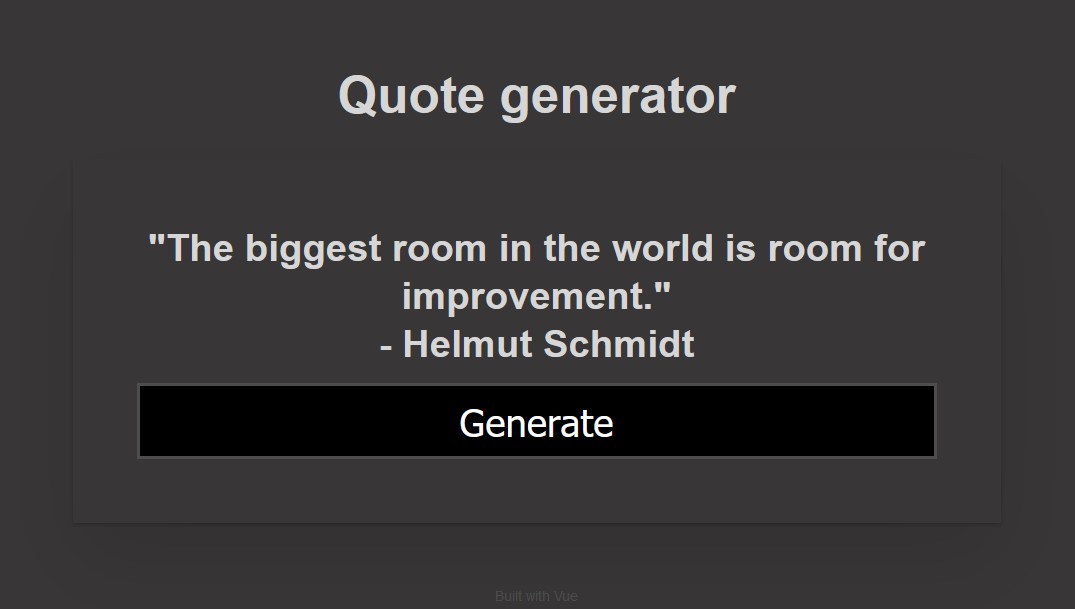 Quote generator
"The biggest room in the world is room for
improvement."
- Helmut Schmidt
Generate
Built with Vue